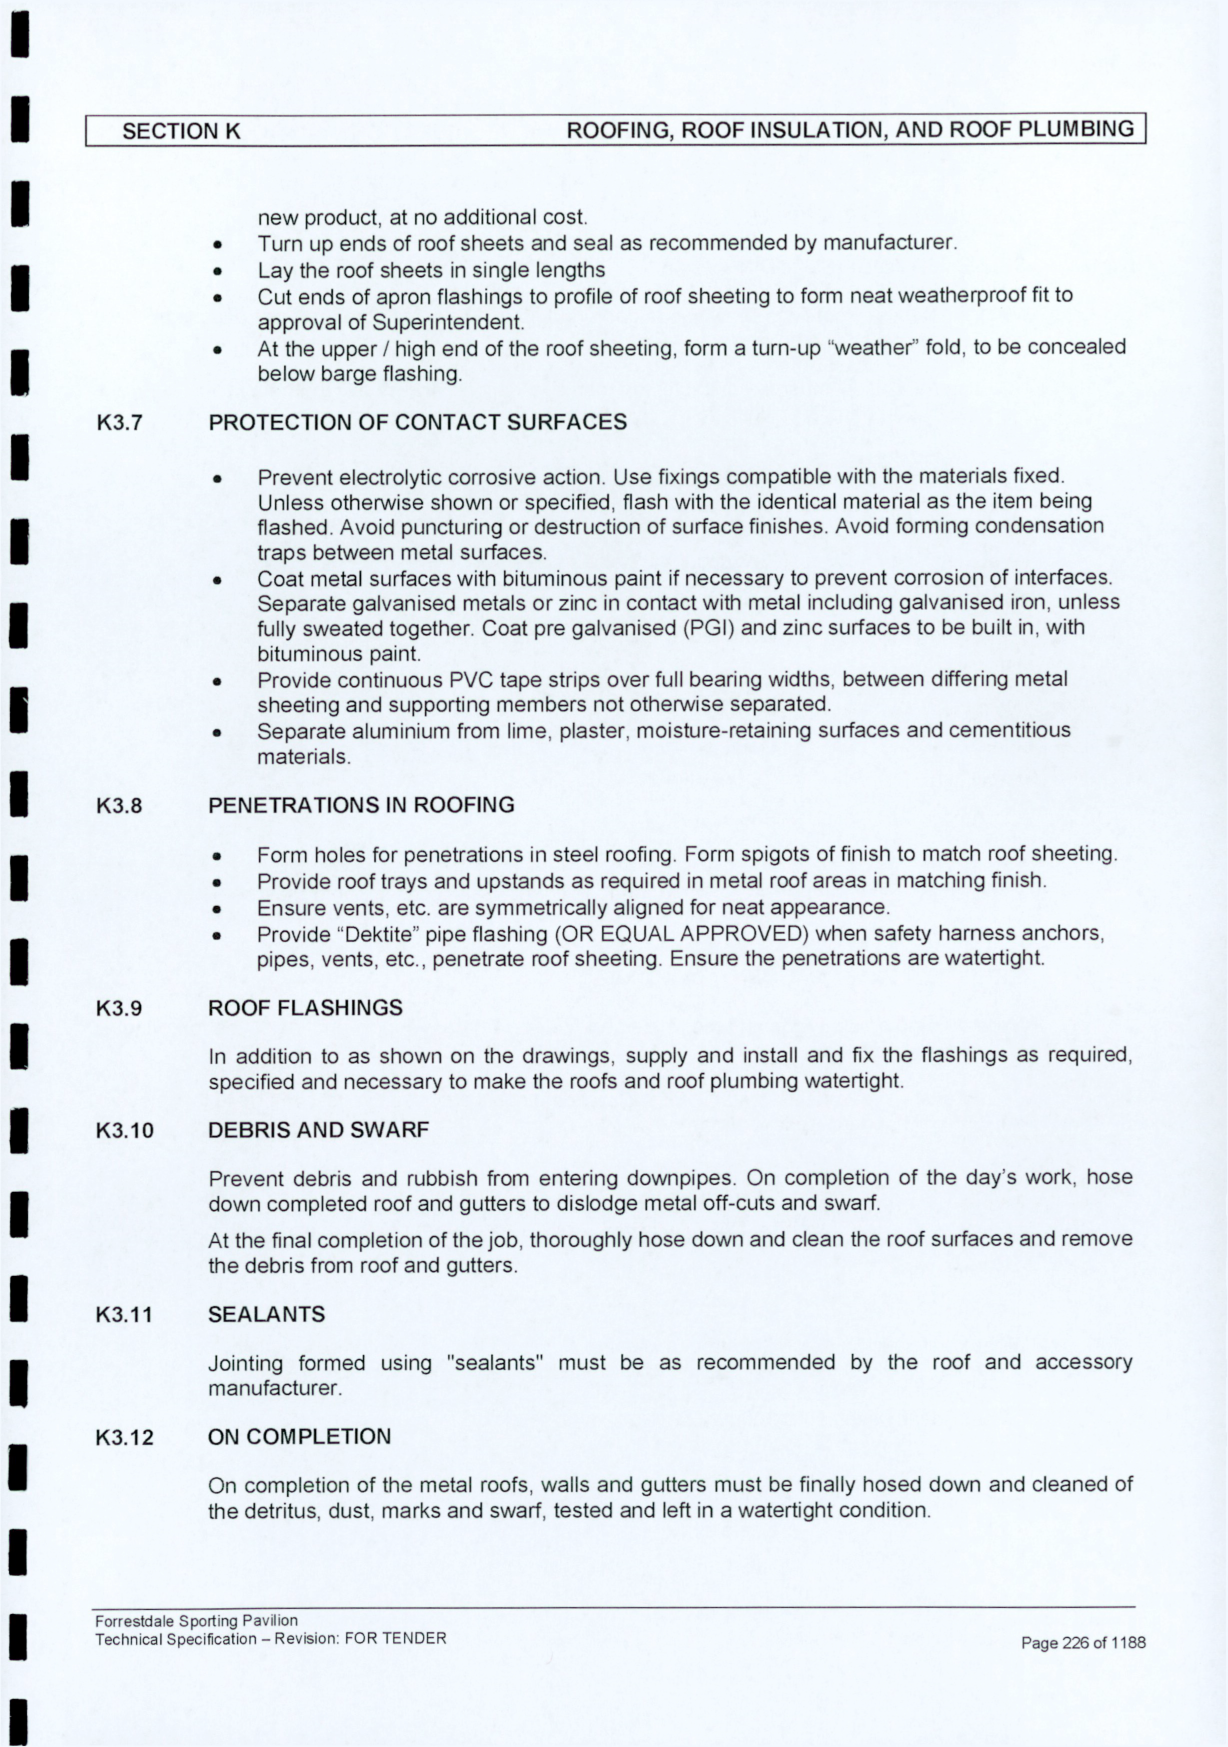 SECTION K ROOFING, ROOF INSULATION, AND ROOF PLUMBING
new product, at no additional cost.
• Turn up ends of roof sheets and seal as recommended by manufacturer.
• Lay the roof sheets in single lengths
• Cut ends of apron flashings to profile of roof sheeting to form neat weatherproof fit to
approval of Superintendent.
• At the upper / high end of the roof sheeting, form a turn-up “weather” fold, to be concealed
below barge flashing.
K3.7 PROTECTION OF CONTACT SURFACES
• Prevent electrolytic corrosive action. Use fixings compatible with the materials fixed.
Unless otherwise shown or specified, flash with the identical material as the item being
flashed. Avoid puncturing or destruction of surface finishes. Avoid forming condensation
traps between metal surfaces.
• Coat metal surfaces with bituminous paint if necessary to prevent corrosion of interfaces.
Separate galvanised metals or zinc in contact with metal including galvanised iron, unless
fully sweated together. Coat pre galvanised (PGI) and zinc surfaces to be built in, with
bituminous paint.
• Provide continuous PVC tape strips over full bearing widths, between differing metal
sheeting and supporting members not otherwise separated.
• Separate aluminium from lime, plaster, moisture-retaining surfaces and cementitious
materials.
K3.8 PENETRATIONS IN ROOFING
• Form holes for penetrations in steel roofing. Form spigots of finish to match roof sheeting.
• Provide roof trays and upstands as required in metal roof areas in matching finish.
• Ensure vents, etc. are symmetrically aligned for neat appearance.
• Provide “Dektite” pipe flashing (OR EQUAL APPROVED) when safety harness anchors,
pipes, vents, etc., penetrate roof sheeting. Ensure the penetrations are watertight.
K3.9 ROOF FLASHINGS
In addition to as shown on the drawings, supply and install and fix the flashings as required,
specified and necessary to make the roofs and roof plumbing watertight.
K3.10 DEBRIS AND SWARF
Prevent debris and rubbish from entering downpipes. On completion of the day’s work, hose
down completed roof and gutters to dislodge metal off-cuts and swarf.
At the final completion of the job, thoroughly hose down and clean the roof surfaces and remove
the debris from roof and gutters.
K3.11 SEALANTS
Jointing formed using "sealants" must be as recommended by the roof and accessory
manufacturer.
K3.12 ON COMPLETION
On completion of the metal roofs, walls and gutters must be finally hosed down and cleaned of
the detritus, dust, marks and swarf, tested and left in a watertight condition.
Forrestdale Sporting Pavilion
Technical Specification – Revision: FOR TENDER Page 226 of 1188